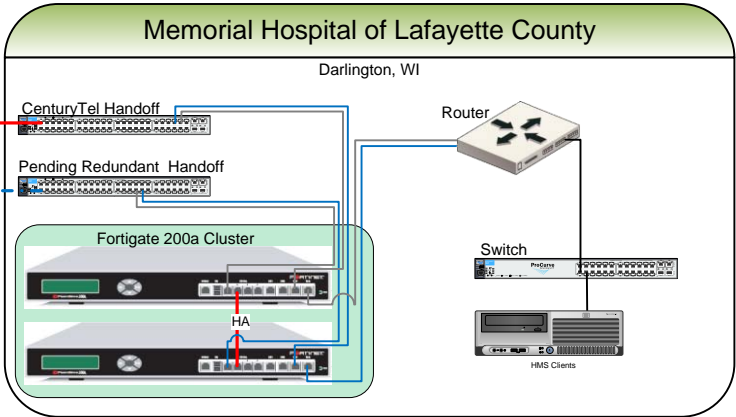 Memorial Hospital of Lafayette County
Darlington, WI
CenturyTel Handoff
Router
Pending Redundant  Handoff
Fortigate 200a Cluster
Switch
ProCurve
HA
HMS Clients